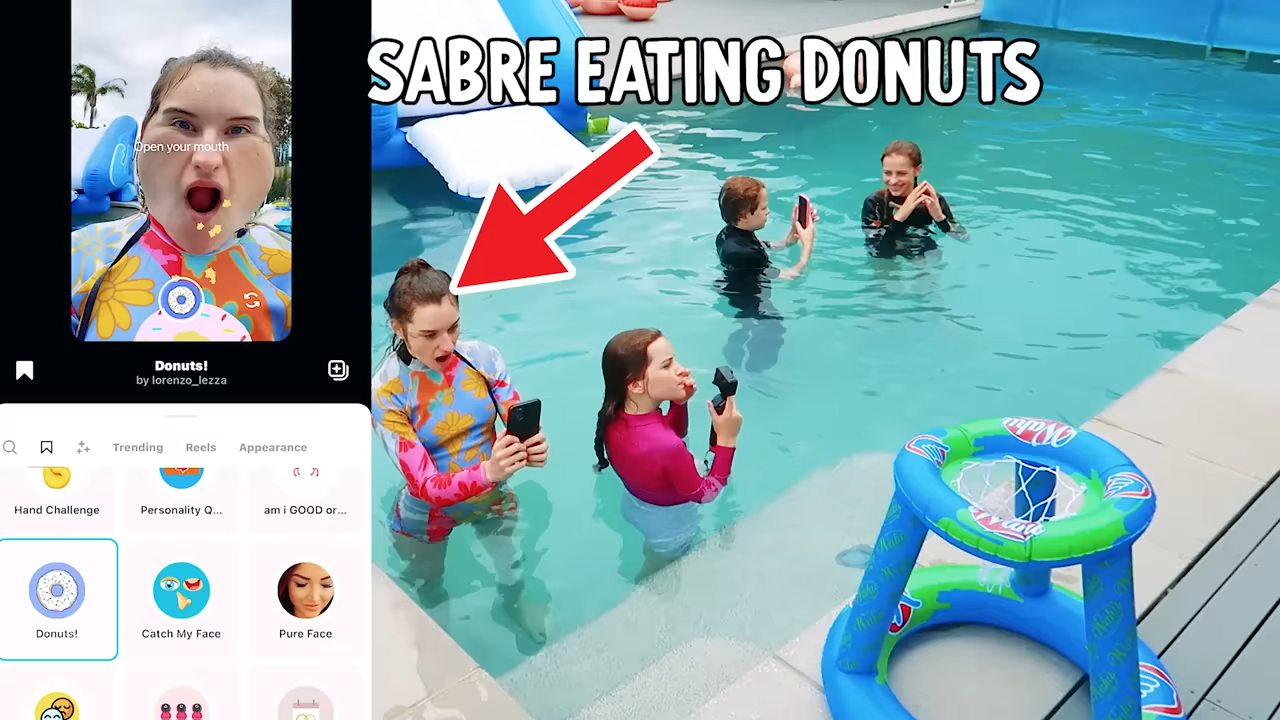 SABRE EATING DONUTS
Open your mouth
Donuts!
by lorenzo_lezza
Trending Reels Appearance
Hand Challenge Personality Q... am i GOOD or...
Donuts! Catch My Face Pure Face
Wahu
Wahu